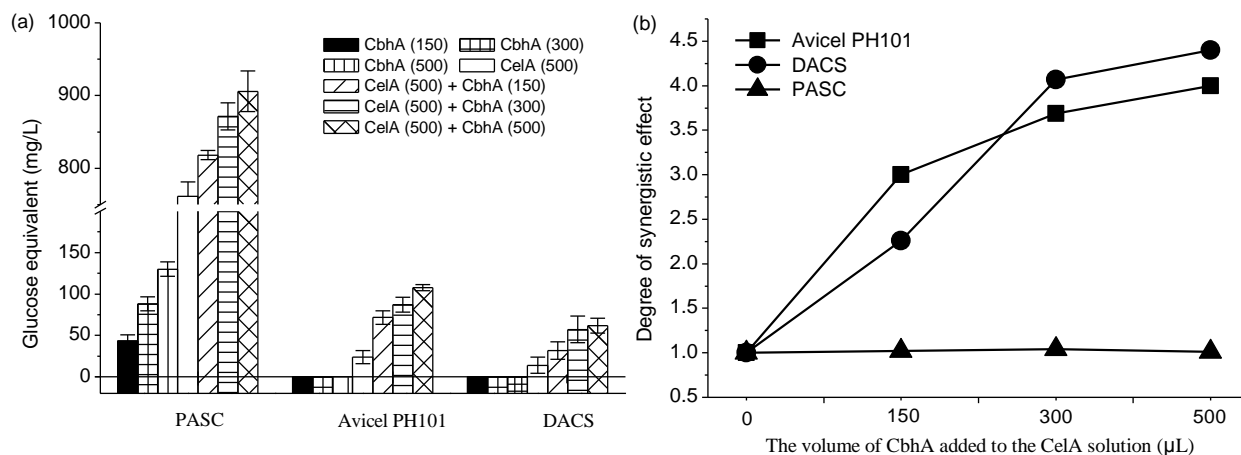 (a)
Glucose equivalent (mg/L)
1000
900
800
150
100
50
0
CbhA (150) CbhA (300)
CbhA (500) CelA (500)
CelA (500) + CbhA (150)
CelA (500) + CbhA (300)
CelA (500) + CbhA (500)
PASC Avicel PH101 DACS
(b)
Degree of synergistic effect
4.5
4.0
3.5
3.0
2.5
2.0
1.5
1.0
0.5
Avicel PH101
DACS
PASC
0 150 300 500
The volume of CbhA added to the CelA solution (µL)